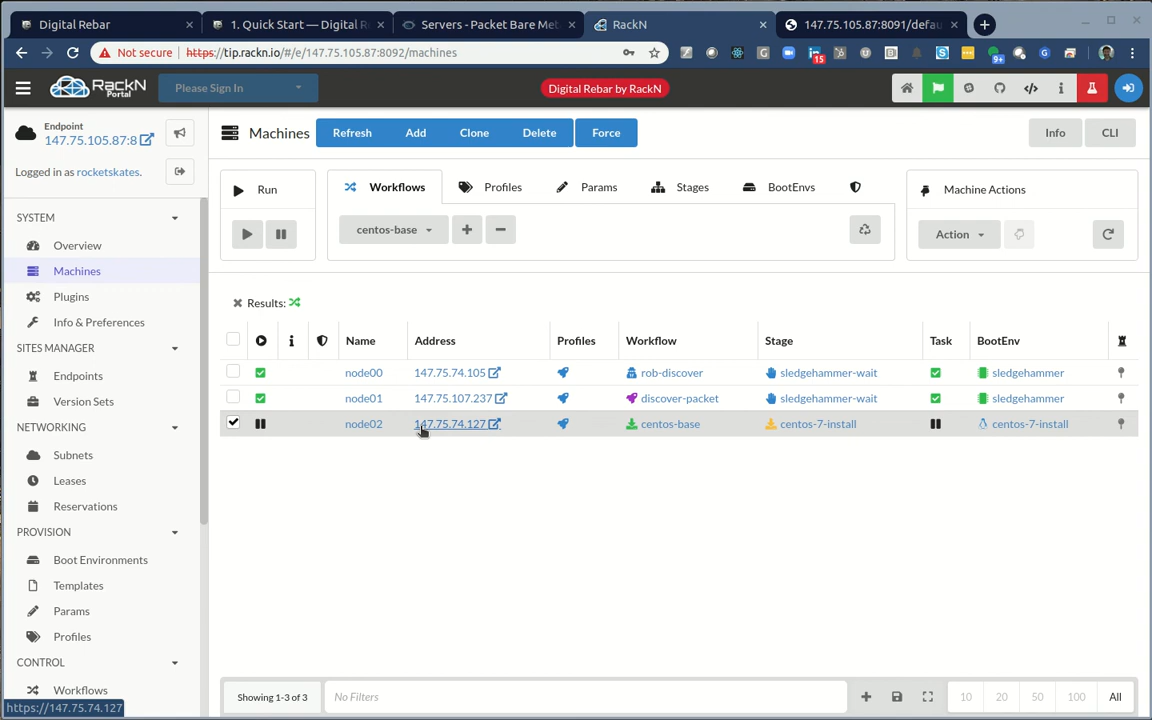 Digital Rebar
1. Quick Start — Digital R
Servers - Packet Bare Met
RackN
147.75.105.87:8091/defau
Not secure
https://tip.rackn.io/#/e/147.75.105.87:8092/machines
15
9+
RackN
Portal
Please Sign In
Digital Rebar by RackN
Endpoint
147.75.105.87:8
Logged in as rocketskates.
Machines
Refresh
Add
Clone
Delete
Force
Info
CLI
Run
Workflows
Profiles
Params
Stages
BootEnvs
Machine Actions
centos-base
Action
SYSTEM
Overview
Machines
Plugins
Info & Preferences
SITES MANAGER
Endpoints
Version Sets
NETWORKING
Subnets
Leases
Reservations
PROVISION
Boot Environments
Templates
Params
Profiles
CONTROL
Workflows
https://147.75.74.127
Results:
Name Address Profiles Workflow Stage Task BootEnv
node00 147.75.74.105 rob-discover sledgehammer-wait sledgehammer
node01 147.75.107.237 discover-packet sledgehammer-wait sledgehammer
node02 147.75.74.127 centos-base centos-7-install centos-7-install
Showing 1-3 of 3
No Filters
10 20 50 100 All